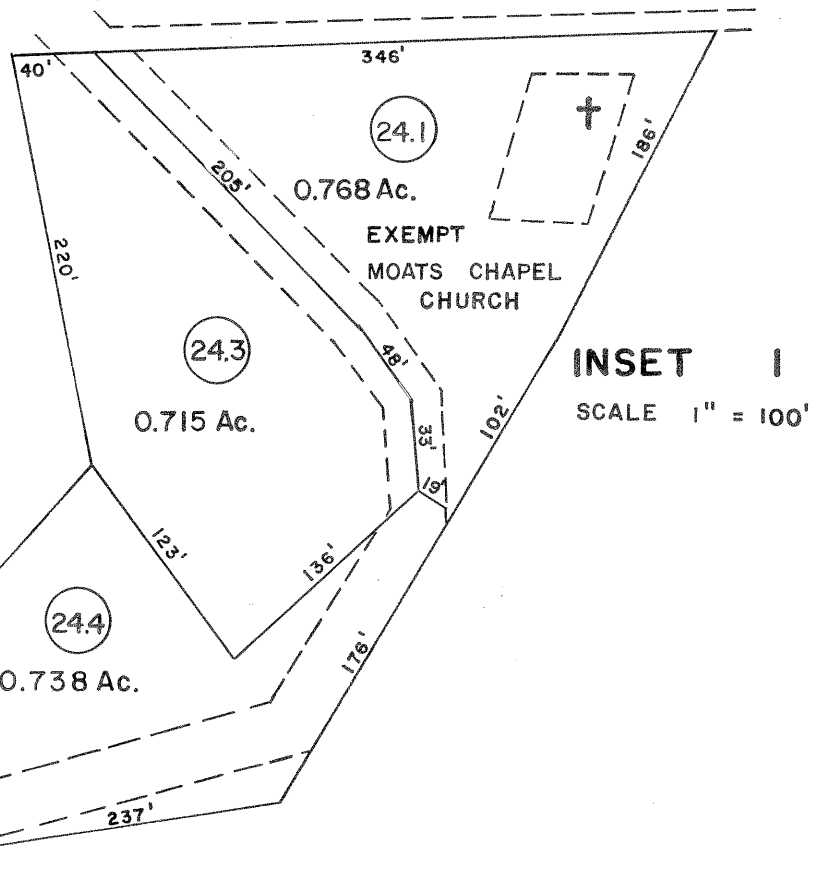 40'
346'
24.1
186'
205'
0.768 Ac.
EXEMPT
MOATS CHAPEL
CHURCH
220'
24.3
48'
INSET 1
0.715 Ac.
33'
102'
SCALE 1" = 100'
19'
123'
136'
24.4
176'
0.738 Ac.
237'